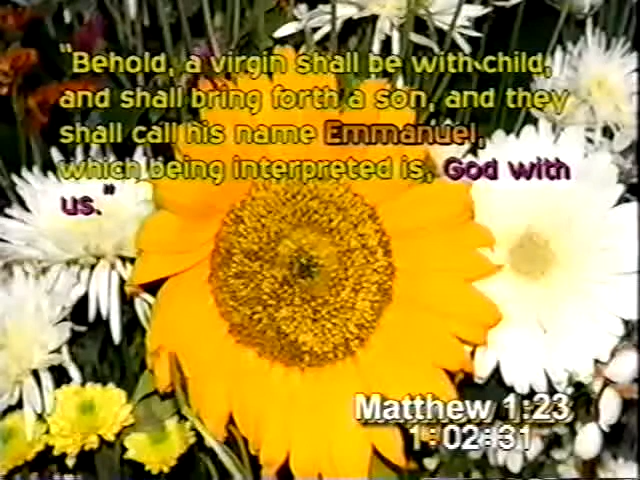 "Behold, a virgin shall be with child,
and shall bring forth a son, and they
shall call his name Emmanuel,
which being interpreted is, God with
us."
Matthew 1:23
1:02:31